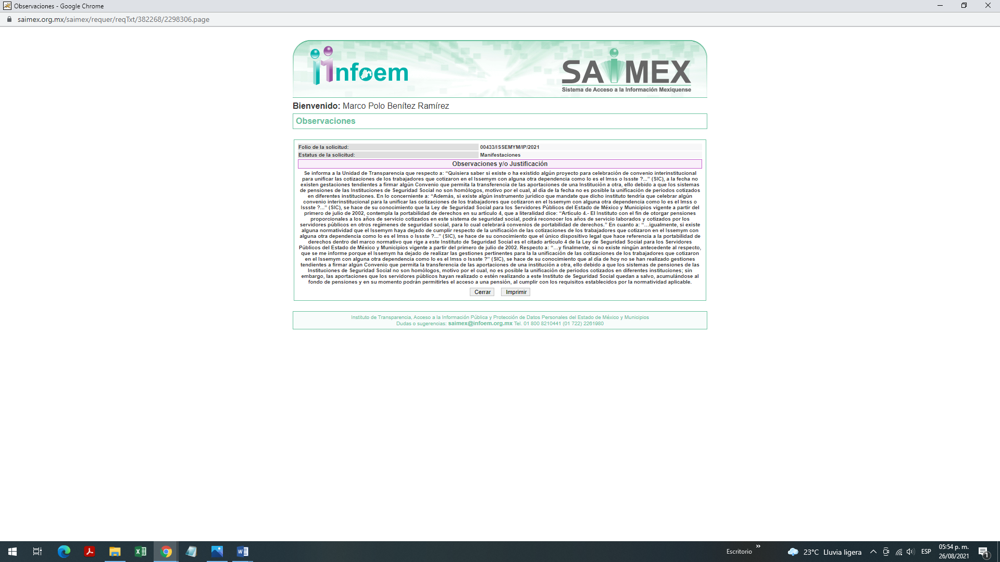 Observaciones - Google Chrome
saimex.org.mx/saimex/requer/reqTxt/382268/2298306.page
infoem
SAIMEX
Sistema de Acceso a la Información Mexiquense
Bienvenido: Marco Polo Benítez Ramírez
Observaciones
Folio de la solicitud: 00433/ISSEMYM/IP/2021
Estatus de la solicitud: Manifestaciones
Observaciones y/o Justificación
Se informa a la Unidad de Transparencia que respecto a: “Quisiera saber si existe o ha existido algún proyecto para celebración de convenio interinstitucional
para unificar las cotizaciones de los trabajadores que cotizaron en el Issemym con alguna otra dependencia como lo es el Imss o Issste ?...” (SIC), a la fecha no
existen gestaciones tendientes a firmar algún Convenio que permita la transferencia de las aportaciones de una Institución a otra, ello debido a que los sistemas
de pensiones de las Instituciones de Seguridad Social no son homólogos, motivo por el cual, al día de la fecha no es posible la unificación de periodos cotizados
en diferentes instituciones. En lo concerniente a: “Además, si existe algún instrumento jurídico que mandate que dicho instituto tendría que celebrar algún
convenio interinstitucional para la unificar las cotizaciones de los trabajadores que cotizaron en el Issemym con alguna otra dependencia como lo es el Imss o
Issste ?...” (SIC), se hace de su conocimiento que la Ley de Seguridad Social para los Servidores Públicos del Estado de México y Municipios vigente a partir del
primero de julio de 2002, contempla la portabilidad de derechos en su artículo 4, que a literalidad dice: “Artículo 4.- El Instituto con el fin de otorgar pensiones
proporcionales a los años de servicio cotizados en este sistema de seguridad social, podrá reconocer los años de servicio laborados y cotizados por los
servidores públicos en otros regímenes de seguridad social, para lo cual celebrará convenios de portabilidad de derechos.” En cuanto a: “…igualmente, si existe
alguna normatividad que el Issemym haya dejado de cumplir respecto de la unificación de las cotizaciones de los trabajadores que cotizaron en el Issemym con
alguna otra dependencia como lo es el Imss o Issste ?...” (SIC), se hace de su conocimiento que el único dispositivo legal que hace referencia a la portabilidad de
derechos dentro del marco normativo que rige a este Instituto de Seguridad Social es el citado artículo 4 de la Ley de Seguridad Social para los Servidores
Públicos del Estado de México y Municipios vigente a partir del primero de julio de 2002. Respecto a: “…y finalmente, si no existe ningún antecedente al respecto,
que se me informe porque el Issemym ha dejado de realizar las gestiones pertinentes para la la unificación de las cotizaciones de los trabajadores que cotizaron
en el Issemym con alguna otra dependencia como lo es el Imss o Issste ?” (SIC), se hace de su conocimiento que al día de hoy no se han realizado gestiones
tendientes a firmar algún Convenio que permita la transferencia de las aportaciones de una institución a otra, ello debido a que los sistemas de pensiones de las
Instituciones de Seguridad Social no son homólogos, motivo por el cual, no es posible la unificación de periodos cotizados en diferentes instituciones; sin
embargo, las aportaciones que los servidores públicos hayan realizado o estén realizando a este Instituto de Seguridad Social quedan a salvo, acumulándose al
fondo de pensiones y en su momento podrán permitirles el acceso a una pensión, al cumplir con los requisitos establecidos por la normatividad aplicable.
Cerrar Imprimir
Instituto de Transparencia, Acceso a la Información Pública y Protección de Datos Personales del Estado de México y Municipios
Dudas o sugerencias: saimex@infoem.org.mx Tel. 01 800 8210441 (01 722) 2261980
Escritorio » 23°C Lluvia ligera ESP 05:54 p. m.
26/08/2021
1